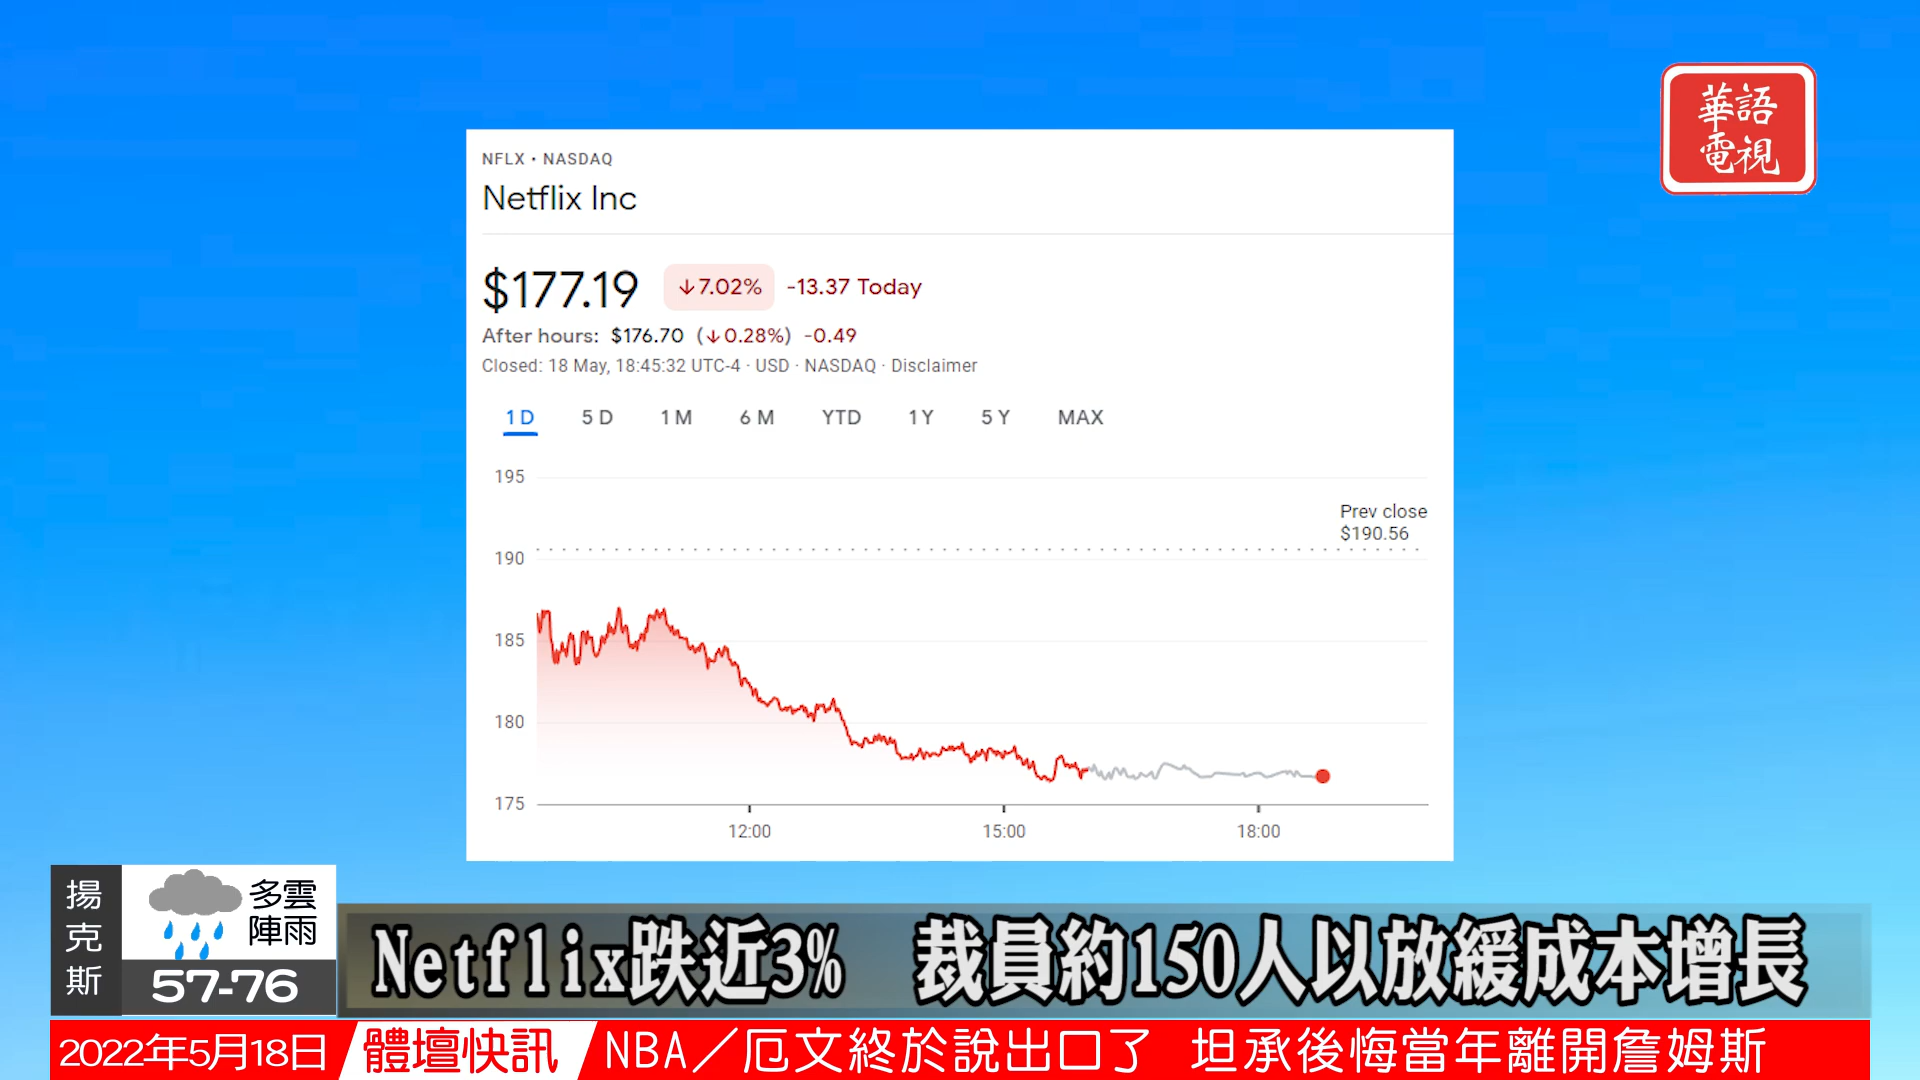 華語
電視
NFLX • NASDAQ
Netflix Inc
$177.19 ↓7.02% -13.37 Today
After hours: $176.70 (↓0.28%) -0.49
Closed: 18 May, 18:45:32 UTC-4 · USD · NASDAQ · Disclaimer
1D 5D 1M 6M YTD 1Y 5Y MAX
195
Prev close
$190.56
190
185
180
175
12:00 15:00 18:00
揚克斯
多雲
陣雨
57-76
Netflix跌近3% 裁員約150人以放緩成本增長
2022年5月18日 體壇快訊 NBA／厄文終於說出口了 坦承後悔當年離開詹姆斯